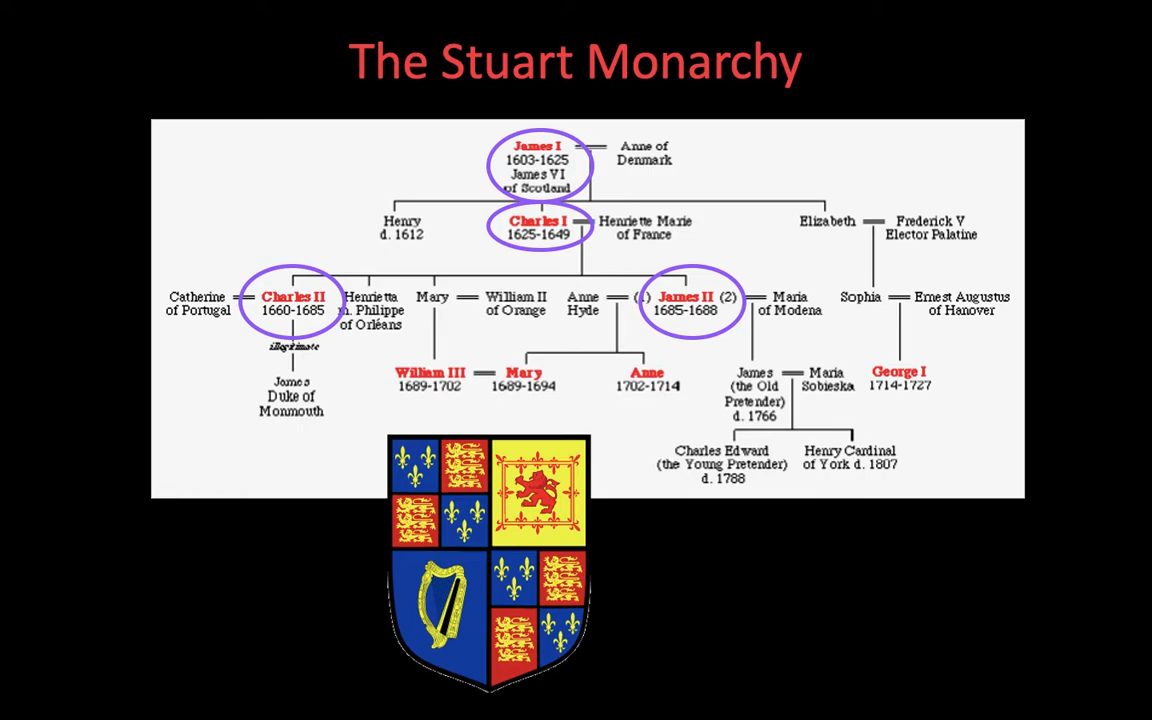 The Stuart Monarchy
James I
1603-1625
James VI
of Scotland
Anne of
Denmark
Henry
d. 1612
Charles I
1625-1649
Henriette Marie
of France
Elizabeth
Frederick V
Elector Palatine
Catherine
of Portugal
Charles II
1660-1685
illegitimate
James
Duke of
Monmouth
Henrietta
m. Philippe
of Orléans
Mary
William II
of Orange
Anne
Hyde
(1) James II (2)
1685-1688
Maria
of Modena
Sophia
Ernest Augustus
of Hanover
William III
1689-1702
Mary
1689-1694
Anne
1702-1714
James
(the Old
Pretender)
d. 1766
Maria
Sobieska
George I
1714-1727
Charles Edward
(the Young Pretender)
d. 1788
Henry Cardinal
of York d. 1807